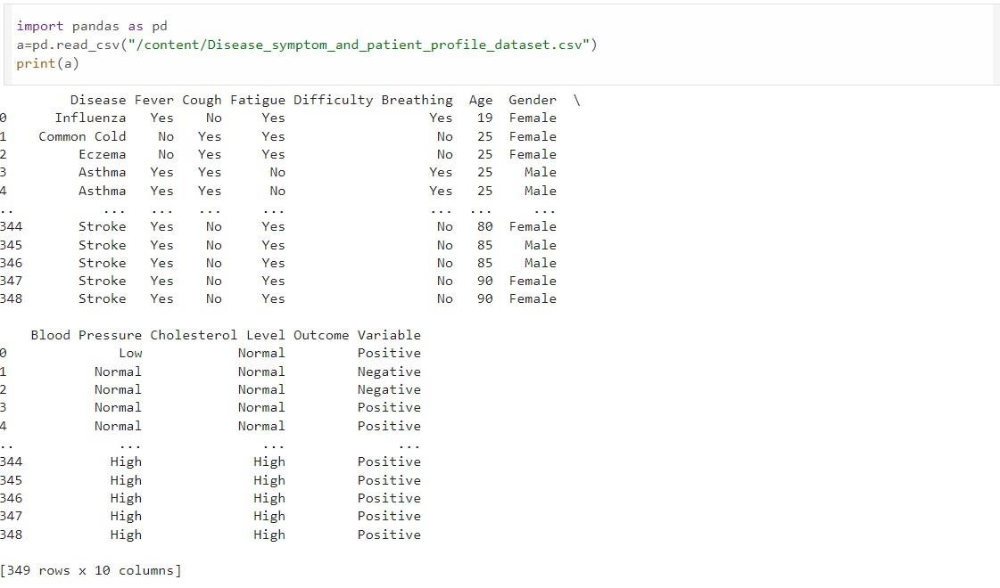 import pandas as pd
a=pd.read_csv("/content/Disease_symptom_and_patient_profile_dataset.csv")
print(a)
Disease Fever Cough Fatigue Difficulty Breathing Age Gender \
0 Influenza Yes No Yes Yes 19 Female
1 Common Cold No Yes Yes No 25 Female
2 Eczema No Yes Yes No 25 Female
3 Asthma Yes Yes No Yes 25 Male
4 Asthma Yes Yes No Yes 25 Male
.. ... ... ... ... ... ... ...
344 Stroke Yes No Yes No 80 Female
345 Stroke Yes No Yes No 85 Male
346 Stroke Yes No Yes No 85 Male
347 Stroke Yes No Yes No 90 Female
348 Stroke Yes No Yes No 90 Female
Blood Pressure Cholesterol Level Outcome Variable
0 Low Normal Positive
1 Normal Normal Negative
2 Normal Normal Negative
3 Normal Normal Positive
4 Normal Normal Positive
.. ... ... ...
344 High High Positive
345 High High Positive
346 High High Positive
347 High High Positive
348 High High Positive
[349 rows x 10 columns]